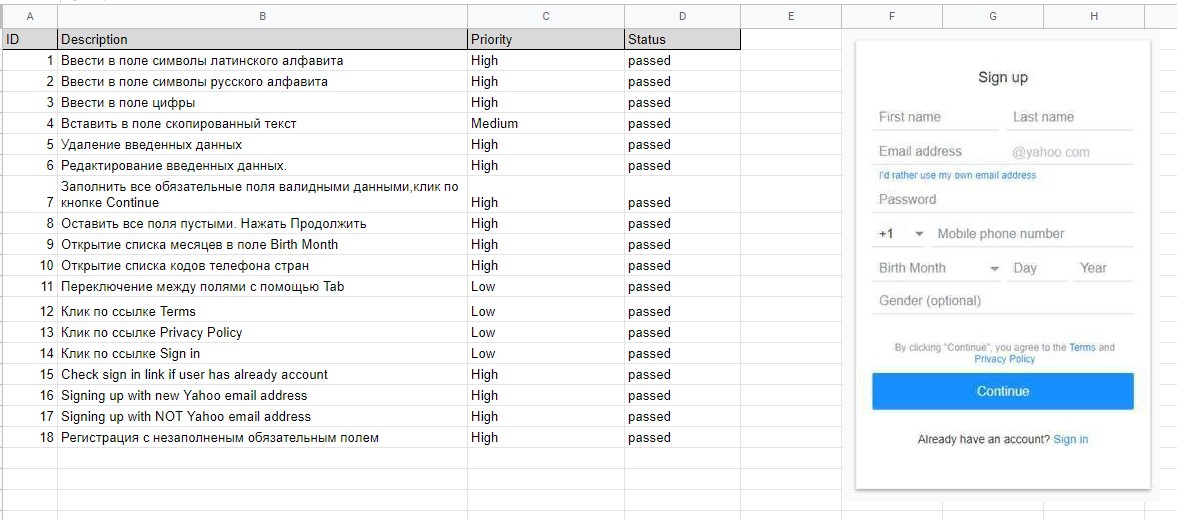 A B C D E F G H
ID Description Priority Status
1 Ввести в поле символы латинского алфавита High passed
2 Ввести в поле символы русского алфавита High passed
3 Ввести в поле цифры High passed
4 Вставить в поле скопированный текст Medium passed
5 Удаление введенных данных High passed
6 Редактирование введенных данных. High passed
Заполнить все обязательные поля валидными данными,клик по
7 кнопке Continue High passed
8 Оставить все поля пустыми. Нажать Продолжить High passed
9 Открытие списка месяцев в поле Birth Month High passed
10 Открытие списка кодов телефона стран High passed
11 Переключение между полями с помощью Tab Low passed
12 Клик по ссылке Terms Low passed
13 Клик по ссылке Privacy Policy Low passed
14 Клик по ссылке Sign in Low passed
15 Check sign in link if user has already account High passed
16 Signing up with new Yahoo email address High passed
17 Signing up with NOT Yahoo email address High passed
18 Регистрация с незаполненым обязательным полем High passed
Sign up
First name Last name
Email address @yahoo.com
I'd rather use my own email address
Password
+1 Mobile phone number
Birth Month Day Year
Gender (optional)
By clicking "Continue", you agree to the Terms and
Privacy Policy
Continue
Already have an account? Sign in